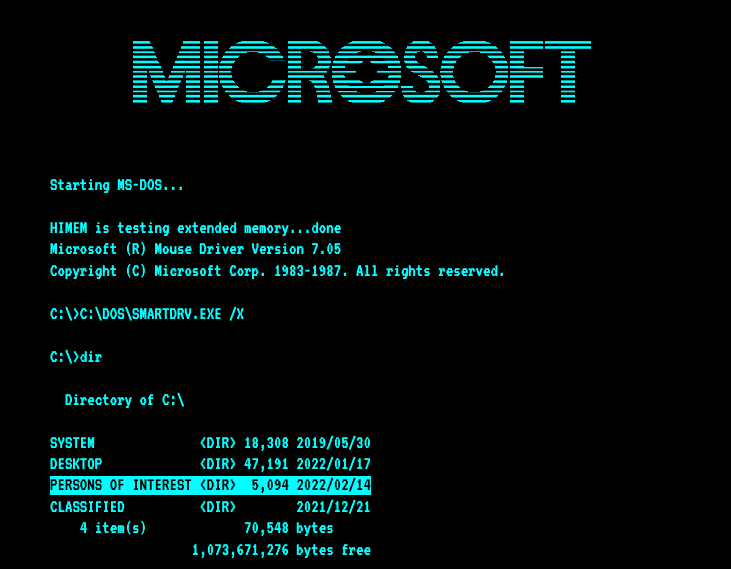 MICROSOFT
Starting MS-DOS...
HIMEM is testing extended memory...done
Microsoft (R) Mouse Driver Version 7.05
Copyright (C) Microsoft Corp. 1983-1987. All rights reserved.
C:\>C:\DOS\SMARTDRV.EXE /X
C:\>dir
Directory of C:\
SYSTEM <DIR> 18,308 2019/05/30
DESKTOP <DIR> 47,191 2022/01/17
PERSONS OF INTEREST <DIR> 5,094 2022/02/14
CLASSIFIED <DIR> 2021/12/21
4 item(s) 70,548 bytes
1,073,671,276 bytes free